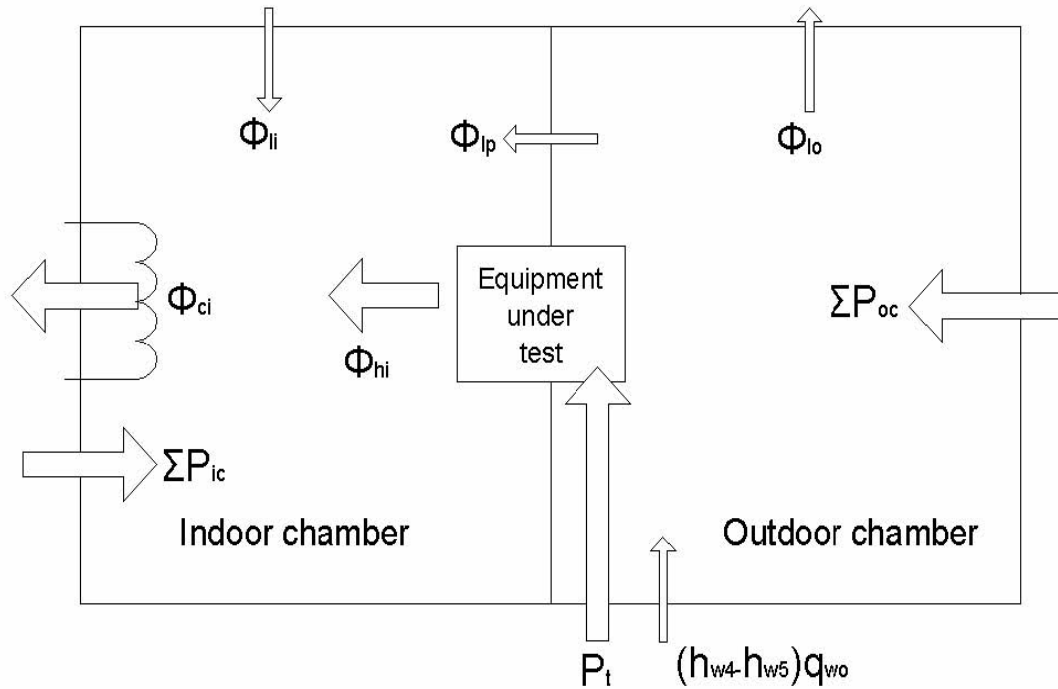 Φli
Φlp
Φlo
Φci
Φhi
Equipment
under
test
ΣPoc
ΣPic
Indoor chamber
Outdoor chamber
Pt
(hw4-hw5)qwo